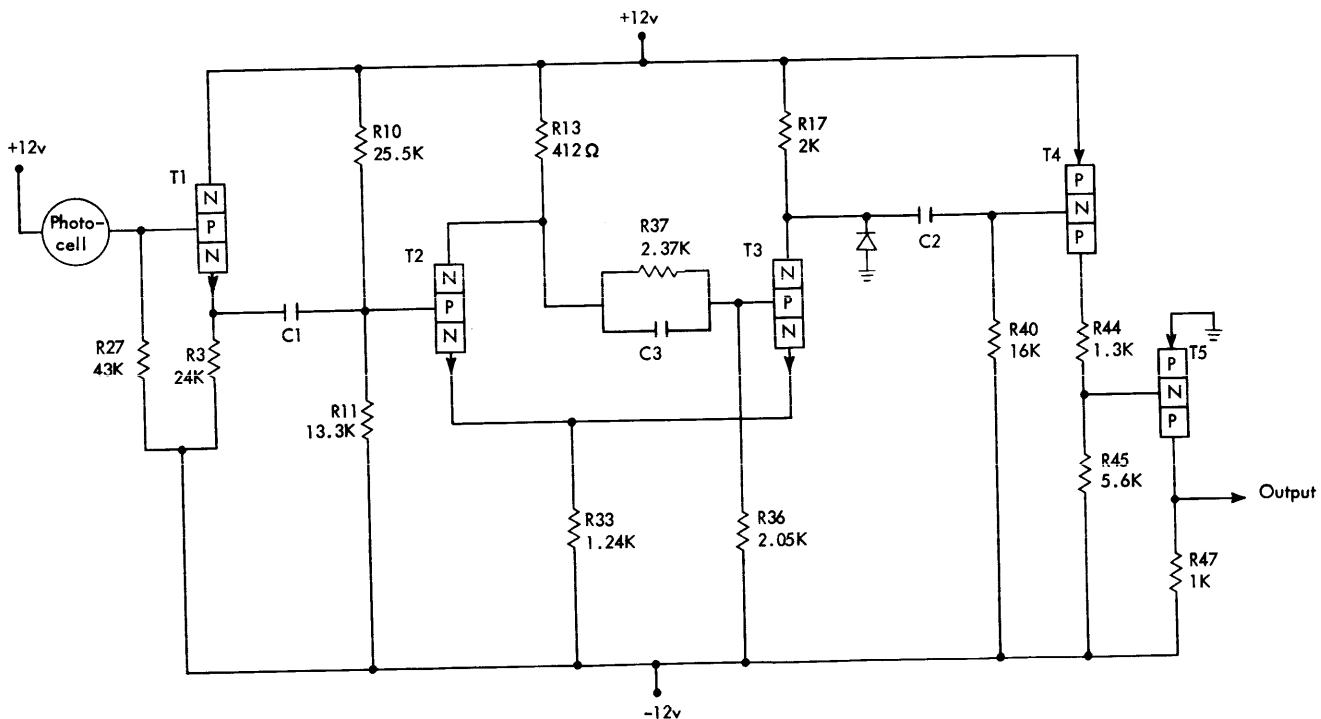 +12v
+12v
Photo-
cell
T1
N
P
N
R27
43K
R3
24K
C1
R10
25.5K
R11
13.3K
T2
N
P
N
R13
412Ω
R37
2.37K
C3
R33
1.24K
R17
2K
T3
N
P
N
R36
2.05K
C2
T4
P
N
P
R40
16K
R44
1.3K
R45
5.6K
T5
P
N
P
Output
R47
1K
-12v